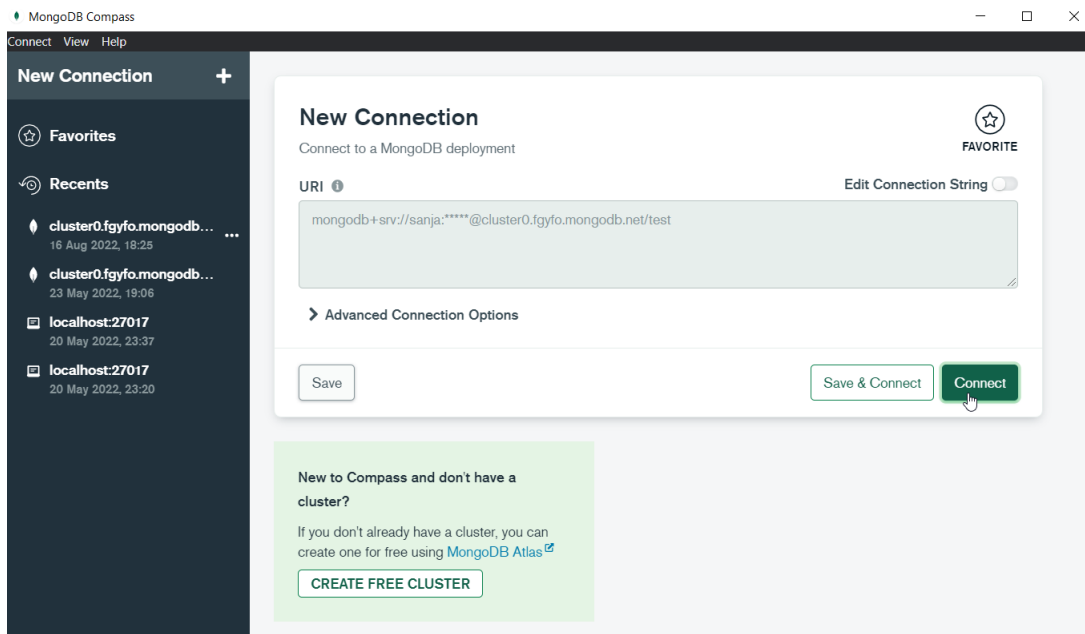 MongoDB Compass
Connect View Help
New Connection
Favorites
Recents
cluster0.fgyfo.mongodb...
16 Aug 2022, 18:25
cluster0.fgyfo.mongodb...
23 May 2022, 19:06
localhost:27017
20 May 2022, 23:37
localhost:27017
20 May 2022, 23:20
New Connection
Connect to a MongoDB deployment
FAVORITE
URI
Edit Connection String
mongodb+srv://sanja:*****@cluster0.fgyfo.mongodb.net/test
Advanced Connection Options
Save
Save & Connect
Connect
New to Compass and don't have a
cluster?
If you don't already have a cluster, you can
create one for free using MongoDB Atlas
CREATE FREE CLUSTER